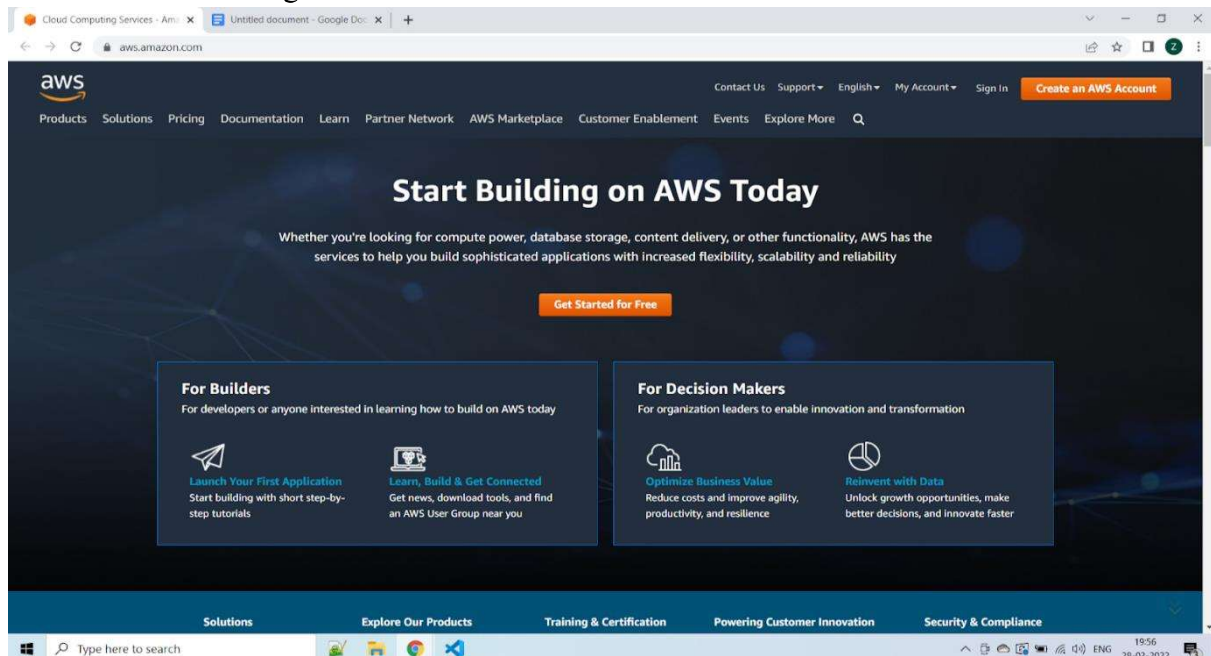 Cloud Computing Services - Am
Untitled document - Google Doc
aws.amazon.com
Z
aws
Contact Us Support English My Account Sign In Create an AWS Account
Products Solutions Pricing Documentation Learn Partner Network AWS Marketplace Customer Enablement Events Explore More
Start Building on AWS Today
Whether you're looking for compute power, database storage, content delivery, or other functionality, AWS has the
services to help you build sophisticated applications with increased flexibility, scalability and reliability
Get Started for Free
For Builders
For developers or anyone interested in learning how to build on AWS today
Launch Your First Application
Start building with short step-by-
step tutorials
Learn, Build & Get Connected
Get news, download tools, and find
an AWS User Group near you
For Decision Makers
For organization leaders to enable innovation and transformation
Optimize Business Value
Reduce costs and improve agility,
productivity, and resilience
Reinvent with Data
Unlock growth opportunities, make
better decisions, and innovate faster
Solutions Explore Our Products Training & Certification Powering Customer Innovation Security & Compliance
Type here to search
ENG
19:56